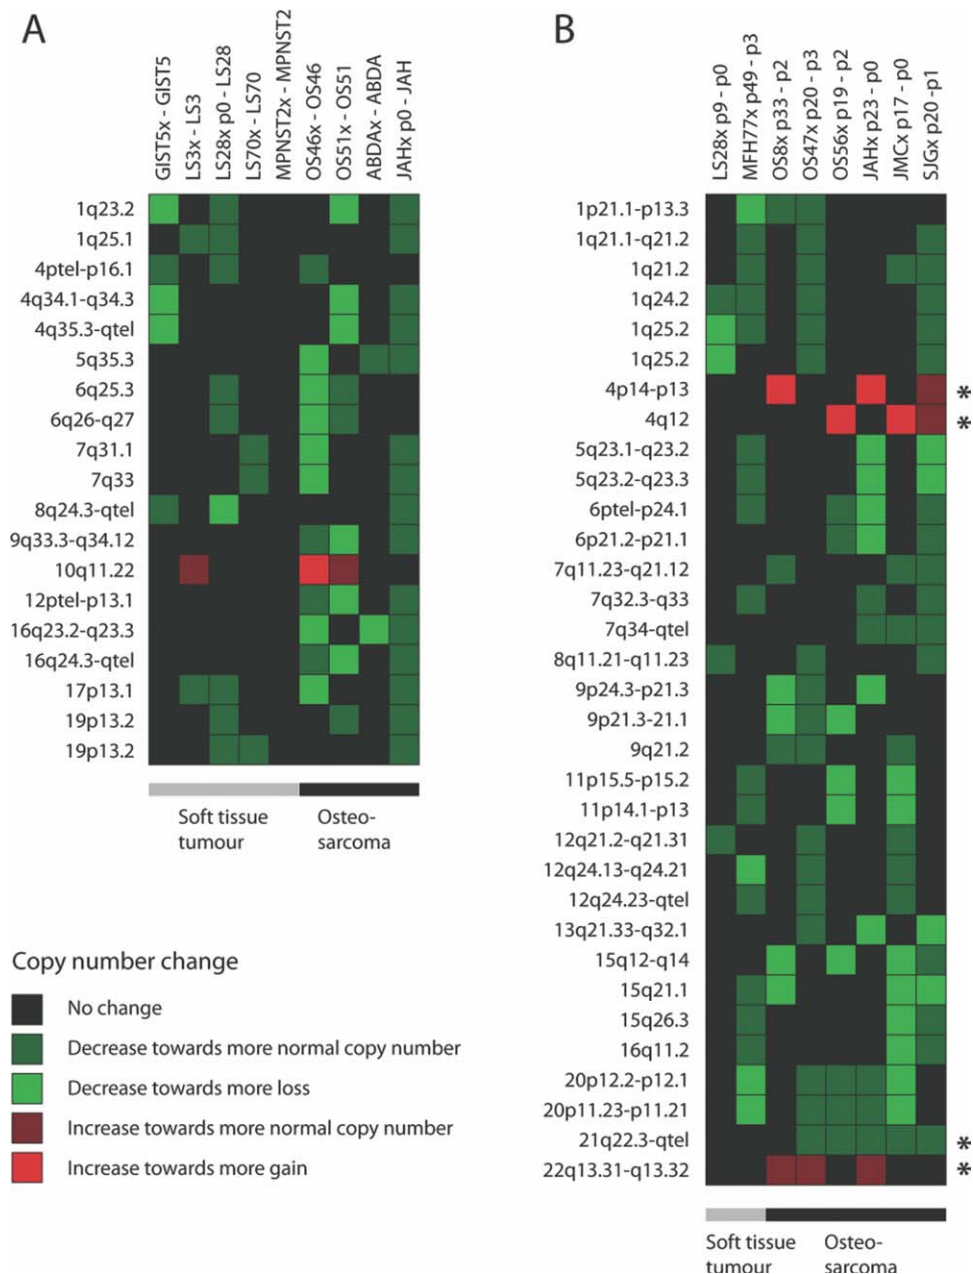 A
B
GIST5x - GIST5
LS3x - LS3
LS28x p0 - LS28
LS70x - LS70
MPNST2x - MPNST2
OS46x - OS46
OS51x - OS51
ABDAx - ABDA
JAHx p0 - JAH
1q23.2
1q25.1
4ptel-p16.1
4q34.1-q34.3
4q35.3-qtel
5q35.3
6q25.3
6q26-q27
7q31.1
7q33
8q24.3-qtel
9q33.3-q34.12
10q11.22
12ptel-p13.1
16q23.2-q23.3
16q24.3-qtel
17p13.1
19p13.2
19p13.2
Soft tissue
tumour
Osteo-
sarcoma
Copy number change
No change
Decrease towards more normal copy number
Decrease towards more loss
Increase towards more normal copy number
Increase towards more gain
LS28x p9 - p0
MFH77x p49 - p3
OS8x p33 - p2
OS47x p20 - p3
OS56x p19 - p2
JAHx p23 - p0
JMCx p17 - p0
SJGx p20 -p1
1p21.1-p13.3
1q21.1-q21.2
1q21.2
1q24.2
1q25.2
1q25.2
4p14-p13 *
4q12 *
5q23.1-q23.2
5q23.2-q23.3
6ptel-p24.1
6p21.2-p21.1
7q11.23-q21.12
7q32.3-q33
7q34-qtel
8q11.21-q11.23
9p24.3-p21.3
9p21.3-21.1
9q21.2
11p15.5-p15.2
11p14.1-p13
12q21.2-q21.31
12q24.13-q24.21
12q24.23-qtel
13q21.33-q32.1
15q12-q14
15q21.1
15q26.3
16q11.2
20p12.2-p12.1
20p11.23-p11.21
21q22.3-qtel *
22q13.31-q13.32 *
Soft tissue
tumour
Osteo-
sarcoma